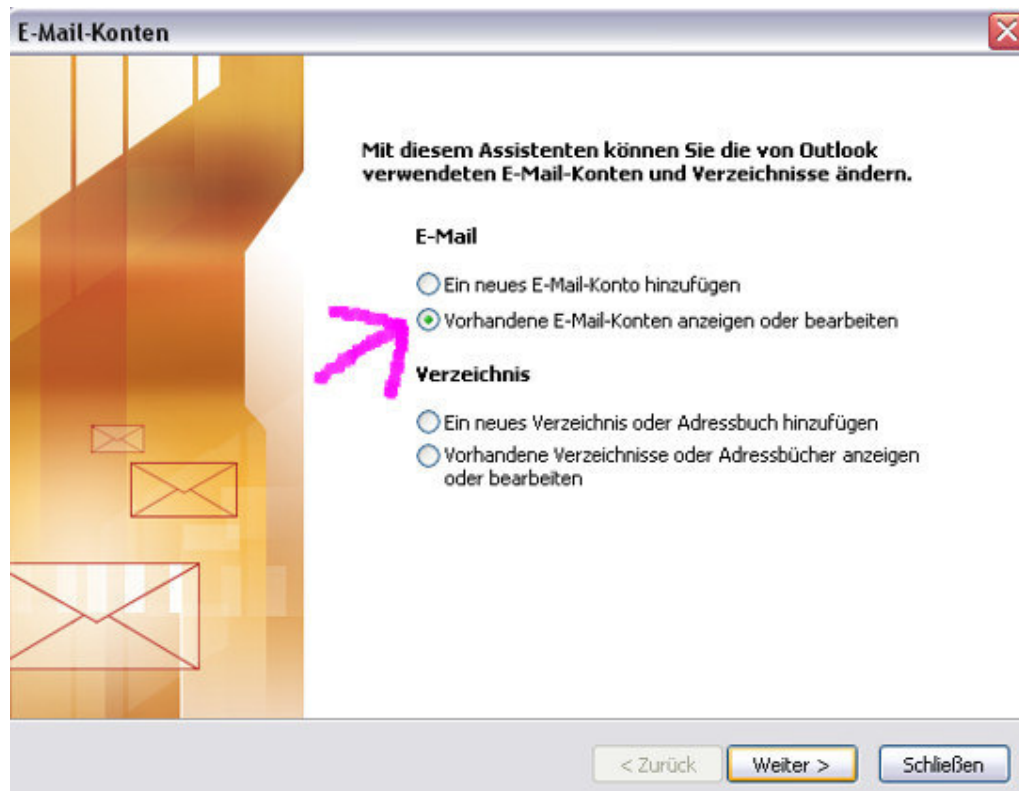 E-Mail-Konten
Mit diesem Assistenten können Sie die von Outlook
verwendeten E-Mail-Konten und Verzeichnisse ändern.
E-Mail
Ein neues E-Mail-Konto hinzufügen
Vorhandene E-Mail-Konten anzeigen oder bearbeiten
Verzeichnis
Ein neues Verzeichnis oder Adressbuch hinzufügen
Vorhandene Verzeichnisse oder Adressbücher anzeigen
oder bearbeiten
< Zurück Weiter > Schließen